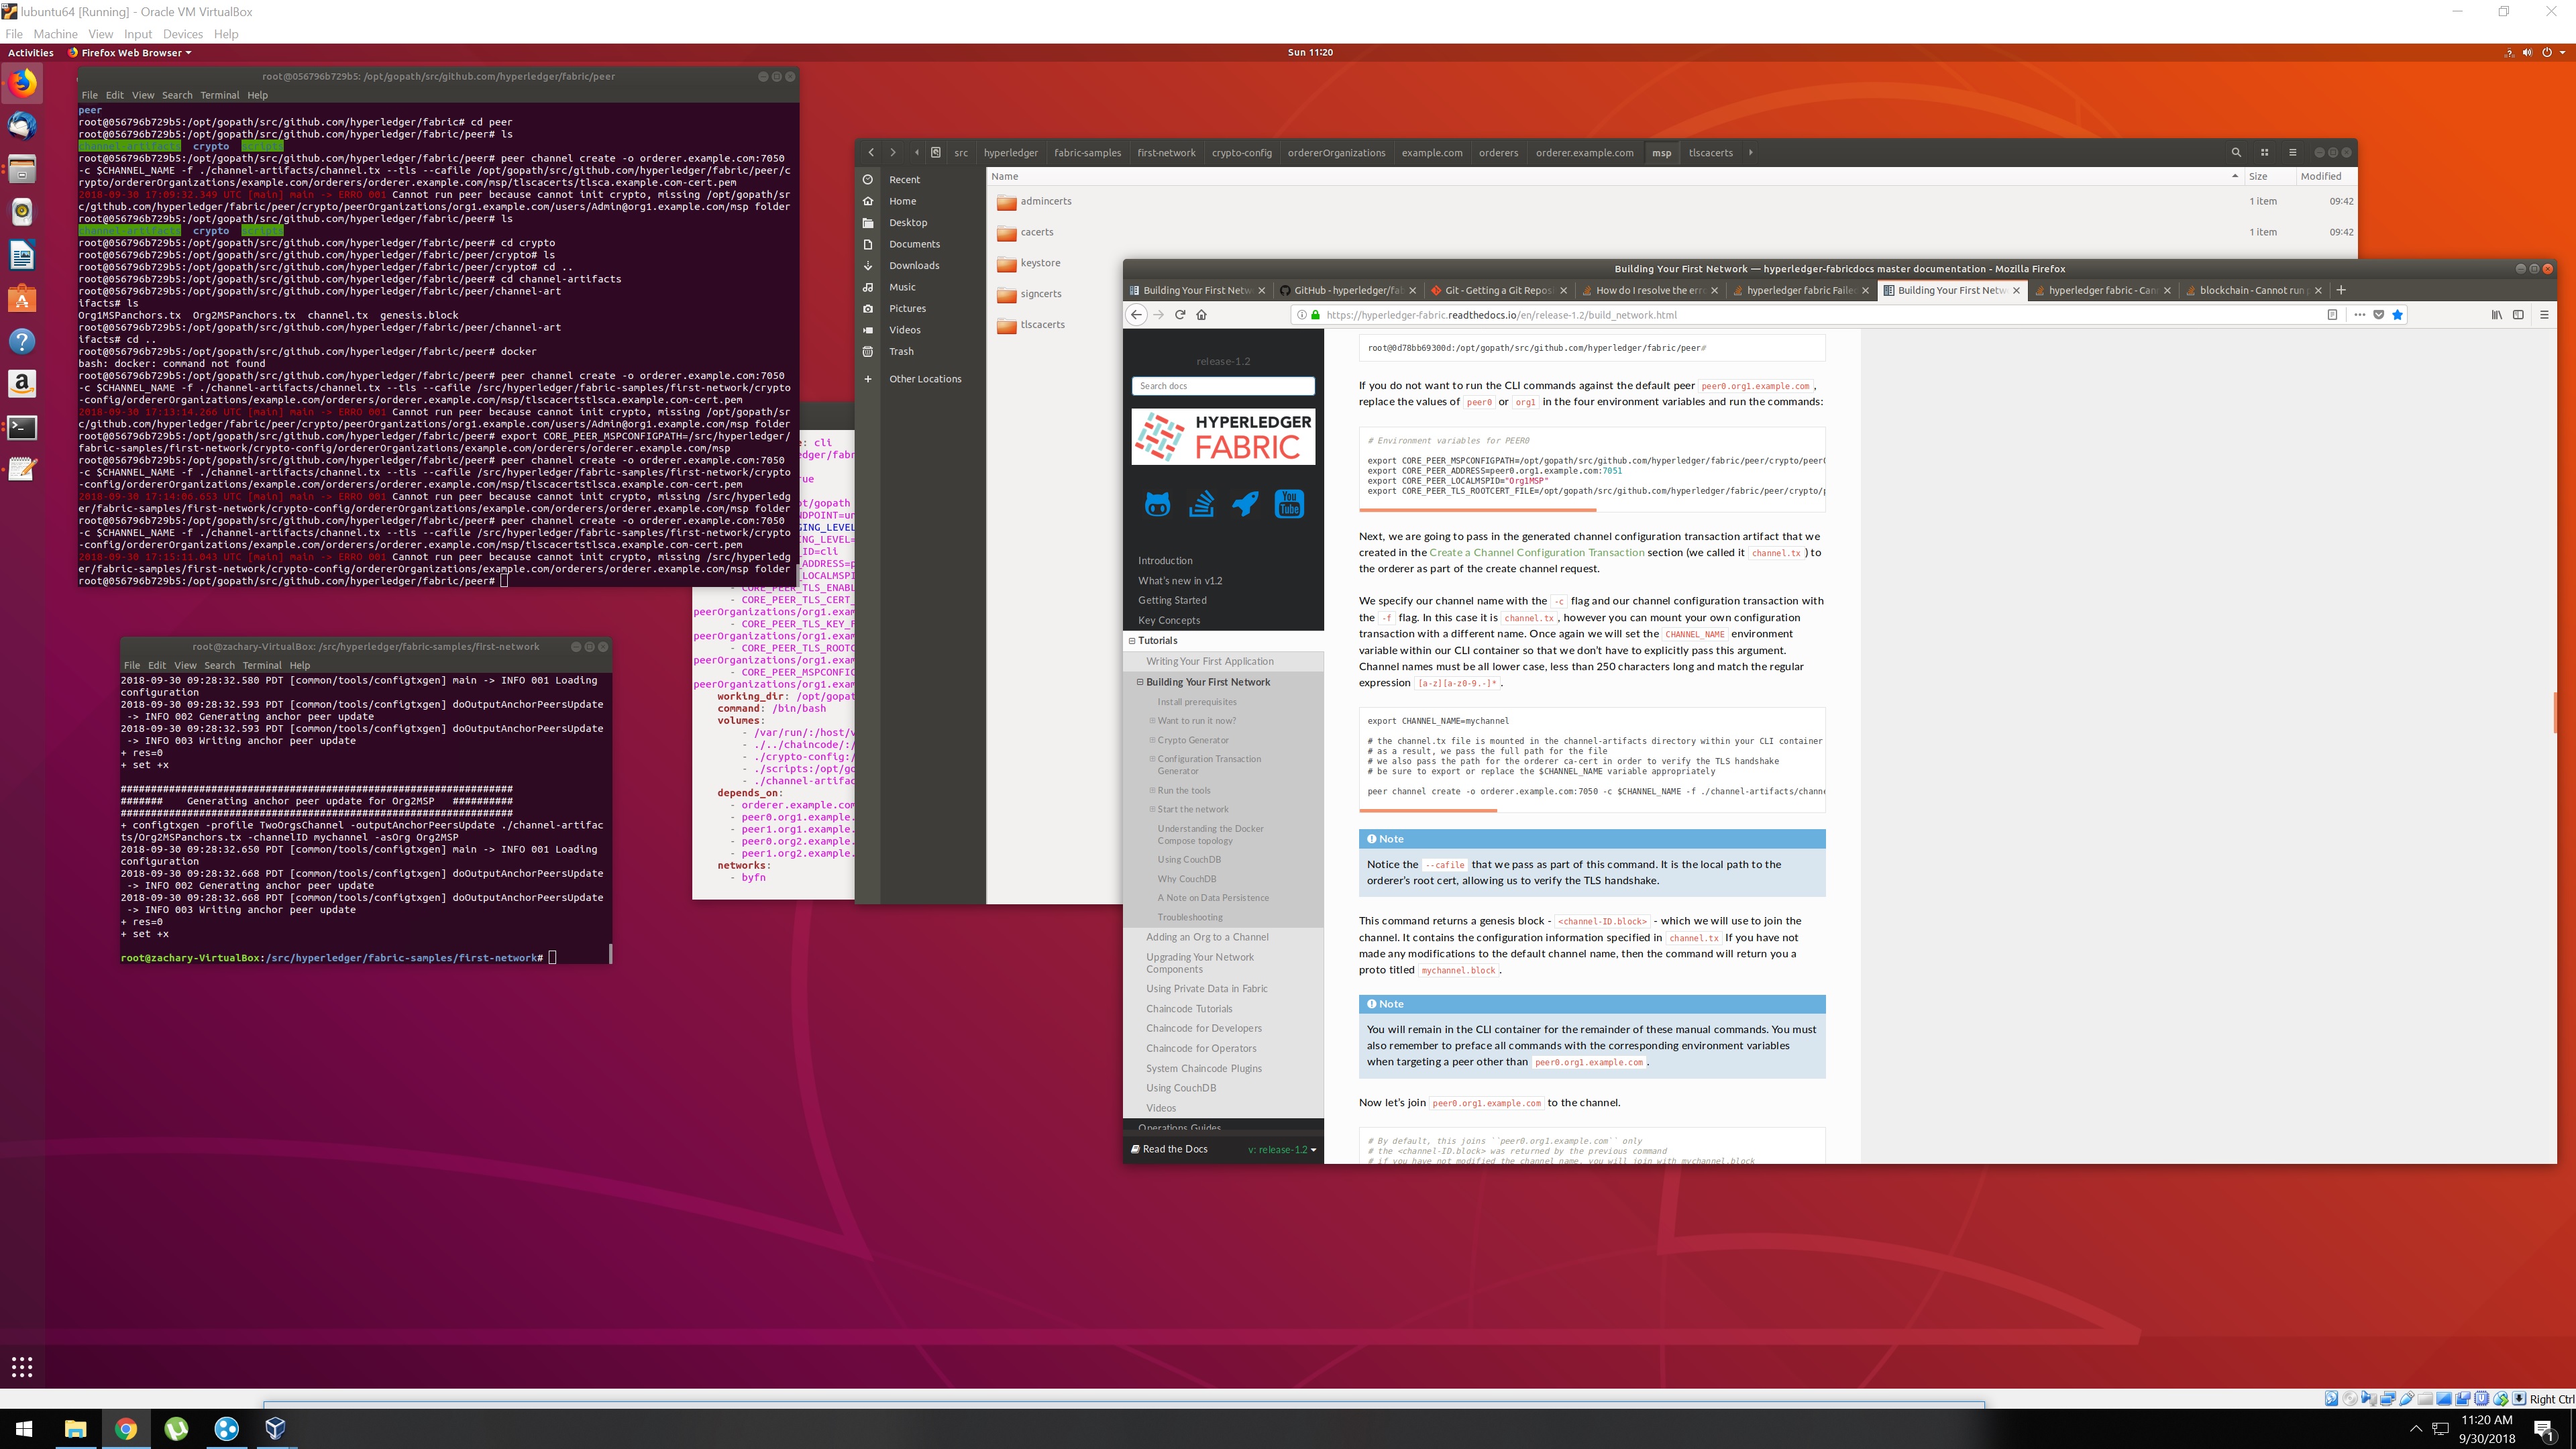 lubuntu64 [Running] - Oracle VM VirtualBox
File Machine View Input Devices Help
Activities Firefox Web Browser Sun 11:20
root@056796b729b5: /opt/gopath/src/github.com/hyperledger/fabric/peer
File Edit View Search Terminal Help
peer
root@056796b729b5:/opt/gopath/src/github.com/hyperledger/fabric# cd peer
root@056796b729b5:/opt/gopath/src/github.com/hyperledger/fabric/peer# ls
channel-artifacts crypto scripts
root@056796b729b5:/opt/gopath/src/github.com/hyperledger/fabric/peer# peer channel create -o orderer.example.com:7050
-c $CHANNEL_NAME -f ./channel-artifacts/channel.tx --tls --cafile /opt/gopath/src/github.com/hyperledger/fabric/peer/c
rypto/ordererOrganizations/example.com/orderers/orderer.example.com/msp/tlscacerts/tlsca.example.com-cert.pem
2018-09-30 17:09:32.349 UTC [main] main -> ERRO 001 Cannot run peer because cannot init crypto, missing /opt/gopath/sr
c/github.com/hyperledger/fabric/peer/crypto/peerOrganizations/org1.example.com/users/Admin@org1.example.com/msp folder
root@056796b729b5:/opt/gopath/src/github.com/hyperledger/fabric/peer# ls
channel-artifacts crypto scripts
root@056796b729b5:/opt/gopath/src/github.com/hyperledger/fabric/peer# cd crypto
root@056796b729b5:/opt/gopath/src/github.com/hyperledger/fabric/peer/crypto# ls
root@056796b729b5:/opt/gopath/src/github.com/hyperledger/fabric/peer/crypto# cd ..
root@056796b729b5:/opt/gopath/src/github.com/hyperledger/fabric/peer# cd channel-artifacts
root@056796b729b5:/opt/gopath/src/github.com/hyperledger/fabric/peer/channel-art
ifacts# ls
Org1MSPanchors.tx Org2MSPanchors.tx channel.tx genesis.block
root@056796b729b5:/opt/gopath/src/github.com/hyperledger/fabric/peer/channel-art
ifacts# cd ..
root@056796b729b5:/opt/gopath/src/github.com/hyperledger/fabric/peer# docker
bash: docker: command not found
root@056796b729b5:/opt/gopath/src/github.com/hyperledger/fabric/peer# peer channel create -o orderer.example.com:7050
-c $CHANNEL_NAME -f ./channel-artifacts/channel.tx --tls --cafile /src/hyperledger/fabric-samples/first-network/crypto
-config/ordererOrganizations/example.com/orderers/orderer.example.com/msp/tlscacertstlsca.example.com-cert.pem
2018-09-30 17:13:14.266 UTC [main] main -> ERRO 001 Cannot run peer because cannot init crypto, missing /opt/gopath/sr
c/github.com/hyperledger/fabric/peer/crypto/peerOrganizations/org1.example.com/users/Admin@org1.example.com/msp folder
root@056796b729b5:/opt/gopath/src/github.com/hyperledger/fabric/peer# export CORE_PEER_MSPCONFIGPATH=/src/hyperledger/
fabric-samples/first-network/crypto-config/ordererOrganizations/example.com/orderers/orderer.example.com/msp
root@056796b729b5:/opt/gopath/src/github.com/hyperledger/fabric/peer# peer channel create -o orderer.example.com:7050
-c $CHANNEL_NAME -f ./channel-artifacts/channel.tx --tls --cafile /src/hyperledger/fabric-samples/first-network/crypto
-config/ordererOrganizations/example.com/orderers/orderer.example.com/msp/tlscacertstlsca.example.com-cert.pem
2018-09-30 17:14:06.653 UTC [main] main -> ERRO 001 Cannot run peer because cannot init crypto, missing /src/hyperledg
er/fabric-samples/first-network/crypto-config/ordererOrganizations/example.com/orderers/orderer.example.com/msp folder
root@056796b729b5:/opt/gopath/src/github.com/hyperledger/fabric/peer# peer channel create -o orderer.example.com:7050
-c $CHANNEL_NAME -f ./channel-artifacts/channel.tx --tls --cafile /src/hyperledger/fabric-samples/first-network/crypto
-config/ordererOrganizations/example.com/orderers/orderer.example.com/msp/tlscacertstlsca.example.com-cert.pem
2018-09-30 17:15:11.043 UTC [main] main -> ERRO 001 Cannot run peer because cannot init crypto, missing /src/hyperledg
er/fabric-samples/first-network/crypto-config/ordererOrganizations/example.com/orderers/orderer.example.com/msp folder
root@056796b729b5:/opt/gopath/src/github.com/hyperledger/fabric/peer#
root@zachary-VirtualBox: /src/hyperledger/fabric-samples/first-network
File Edit View Search Terminal Help
2018-09-30 09:28:32.580 PDT [common/tools/configtxgen] main -> INFO 001 Loading
configuration
2018-09-30 09:28:32.593 PDT [common/tools/configtxgen] doOutputAnchorPeersUpdate
-> INFO 002 Generating anchor peer update
2018-09-30 09:28:32.593 PDT [common/tools/configtxgen] doOutputAnchorPeersUpdate
-> INFO 003 Writing anchor peer update
+ res=0
+ set +x
#################################################################
####### Generating anchor peer update for Org2MSP ##########
#################################################################
+ configtxgen -profile TwoOrgsChannel -outputAnchorPeersUpdate ./channel-artifac
ts/Org2MSPanchors.tx -channelID mychannel -asOrg Org2MSP
2018-09-30 09:28:32.650 PDT [common/tools/configtxgen] main -> INFO 001 Loading
configuration
2018-09-30 09:28:32.668 PDT [common/tools/configtxgen] doOutputAnchorPeersUpdate
-> INFO 002 Generating anchor peer update
2018-09-30 09:28:32.668 PDT [common/tools/configtxgen] doOutputAnchorPeersUpdate
-> INFO 003 Writing anchor peer update
+ res=0
+ set +x
root@zachary-VirtualBox:/src/hyperledger/fabric-samples/first-network#
e: cli
edger/fabr
rue
pt/gopath
NDPOINT=un
GING_LEVEL
NG_LEVEL=
_ID=cli
_ADDRESS=p
_LOCALMSPI
- CORE_PEER_TLS_ENABL
- CORE_PEER_TLS_CERT_
peerOrganizations/org1.exam
- CORE_PEER_TLS_KEY_F
peerOrganizations/org1.exam
- CORE_PEER_TLS_ROOTC
peerOrganizations/org1.exam
- CORE_PEER_MSPCONFIG
peerOrganizations/org1.exam
working_dir: /opt/gopat
command: /bin/bash
volumes:
- /var/run/:/host/v
- ./../chaincode/:/
- ./crypto-config:/
- ./scripts:/opt/go
- ./channel-artifac
depends_on:
- orderer.example.com
- peer0.org1.example.
- peer1.org1.example.
- peer0.org2.example.
- peer1.org2.example.
networks:
- byfn
src hyperledger fabric-samples first-network crypto-config ordererOrganizations example.com orderers orderer.example.com msp tlscacerts
Recent
Home
Desktop
Documents
Downloads
Music
Pictures
Videos
Trash
Other Locations
Name Size Modified
admincerts 1 item 09:42
cacerts 1 item 09:42
keystore
signcerts
tlscacerts
Building Your First Network — hyperledger-fabricdocs master documentation - Mozilla Firefox
Building Your First Netw GitHub - hyperledger/fab Git - Getting a Git Repos How do I resolve the erro hyperledger fabric Failed Building Your First Netw hyperledger fabric - Can blockchain - Cannot run p
https://hyperledger-fabric.readthedocs.io/en/release-1.2/build_network.html
release-1.2
Search docs
HYPERLEDGER
FABRIC
You
Tube
Introduction
What's new in v1.2
Getting Started
Key Concepts
Tutorials
Writing Your First Application
Building Your First Network
Install prerequisites
Want to run it now?
Crypto Generator
Configuration Transaction
Generator
Run the tools
Start the network
Understanding the Docker
Compose topology
Using CouchDB
Why CouchDB
A Note on Data Persistence
Troubleshooting
Adding an Org to a Channel
Upgrading Your Network
Components
Using Private Data in Fabric
Chaincode Tutorials
Chaincode for Developers
Chaincode for Operators
System Chaincode Plugins
Using CouchDB
Videos
Operations Guides
Read the Docs v: release-1.2
root@0d78bb69300d:/opt/gopath/src/github.com/hyperledger/fabric/peer#
If you do not want to run the CLI commands against the default peer peer0.org1.example.com ,
replace the values of peer0 or org1 in the four environment variables and run the commands:
# Environment variables for PEER0
export CORE_PEER_MSPCONFIGPATH=/opt/gopath/src/github.com/hyperledger/fabric/peer/crypto/peerO
export CORE_PEER_ADDRESS=peer0.org1.example.com:7051
export CORE_PEER_LOCALMSPID="Org1MSP"
export CORE_PEER_TLS_ROOTCERT_FILE=/opt/gopath/src/github.com/hyperledger/fabric/peer/crypto/p
Next, we are going to pass in the generated channel configuration transaction artifact that we
created in the Create a Channel Configuration Transaction section (we called it channel.tx ) to
the orderer as part of the create channel request.
We specify our channel name with the -c flag and our channel configuration transaction with
the -f flag. In this case it is channel.tx , however you can mount your own configuration
transaction with a different name. Once again we will set the CHANNEL_NAME environment
variable within our CLI container so that we don't have to explicitly pass this argument.
Channel names must be all lower case, less than 250 characters long and match the regular
expression [a-z][a-z0-9.-]* .
export CHANNEL_NAME=mychannel
# the channel.tx file is mounted in the channel-artifacts directory within your CLI container
# as a result, we pass the full path for the file
# we also pass the path for the orderer ca-cert in order to verify the TLS handshake
# be sure to export or replace the $CHANNEL_NAME variable appropriately
peer channel create -o orderer.example.com:7050 -c $CHANNEL_NAME -f ./channel-artifacts/channe
Note
Notice the --cafile that we pass as part of this command. It is the local path to the
orderer's root cert, allowing us to verify the TLS handshake.
This command returns a genesis block - <channel-ID.block> - which we will use to join the
channel. It contains the configuration information specified in channel.tx If you have not
made any modifications to the default channel name, then the command will return you a
proto titled mychannel.block .
Note
You will remain in the CLI container for the remainder of these manual commands. You must
also remember to preface all commands with the corresponding environment variables
when targeting a peer other than peer0.org1.example.com .
Now let's join peer0.org1.example.com to the channel.
# By default, this joins ``peer0.org1.example.com`` only
# the <channel-ID.block> was returned by the previous command
# if you have not modified the channel name, you will join with mychannel.block
Right Ctrl
11:20 AM
9/30/2018
1